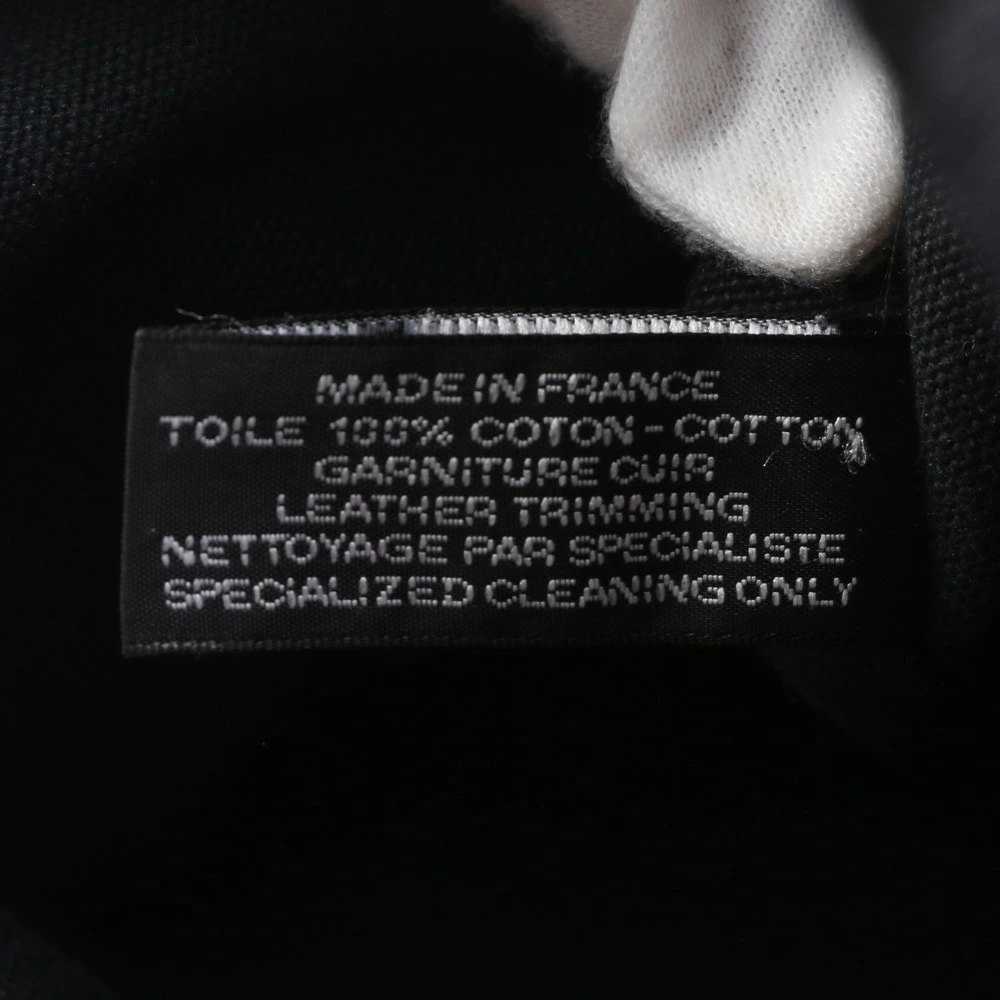 MADE IN FRANCE
TOILE 100% COTON - COTTON
GARNITURE CUIR
LEATHER TRIMMING
NETTOYAGE PAR SPECIALISTE
SPECIALIZED CLEANING ONLY